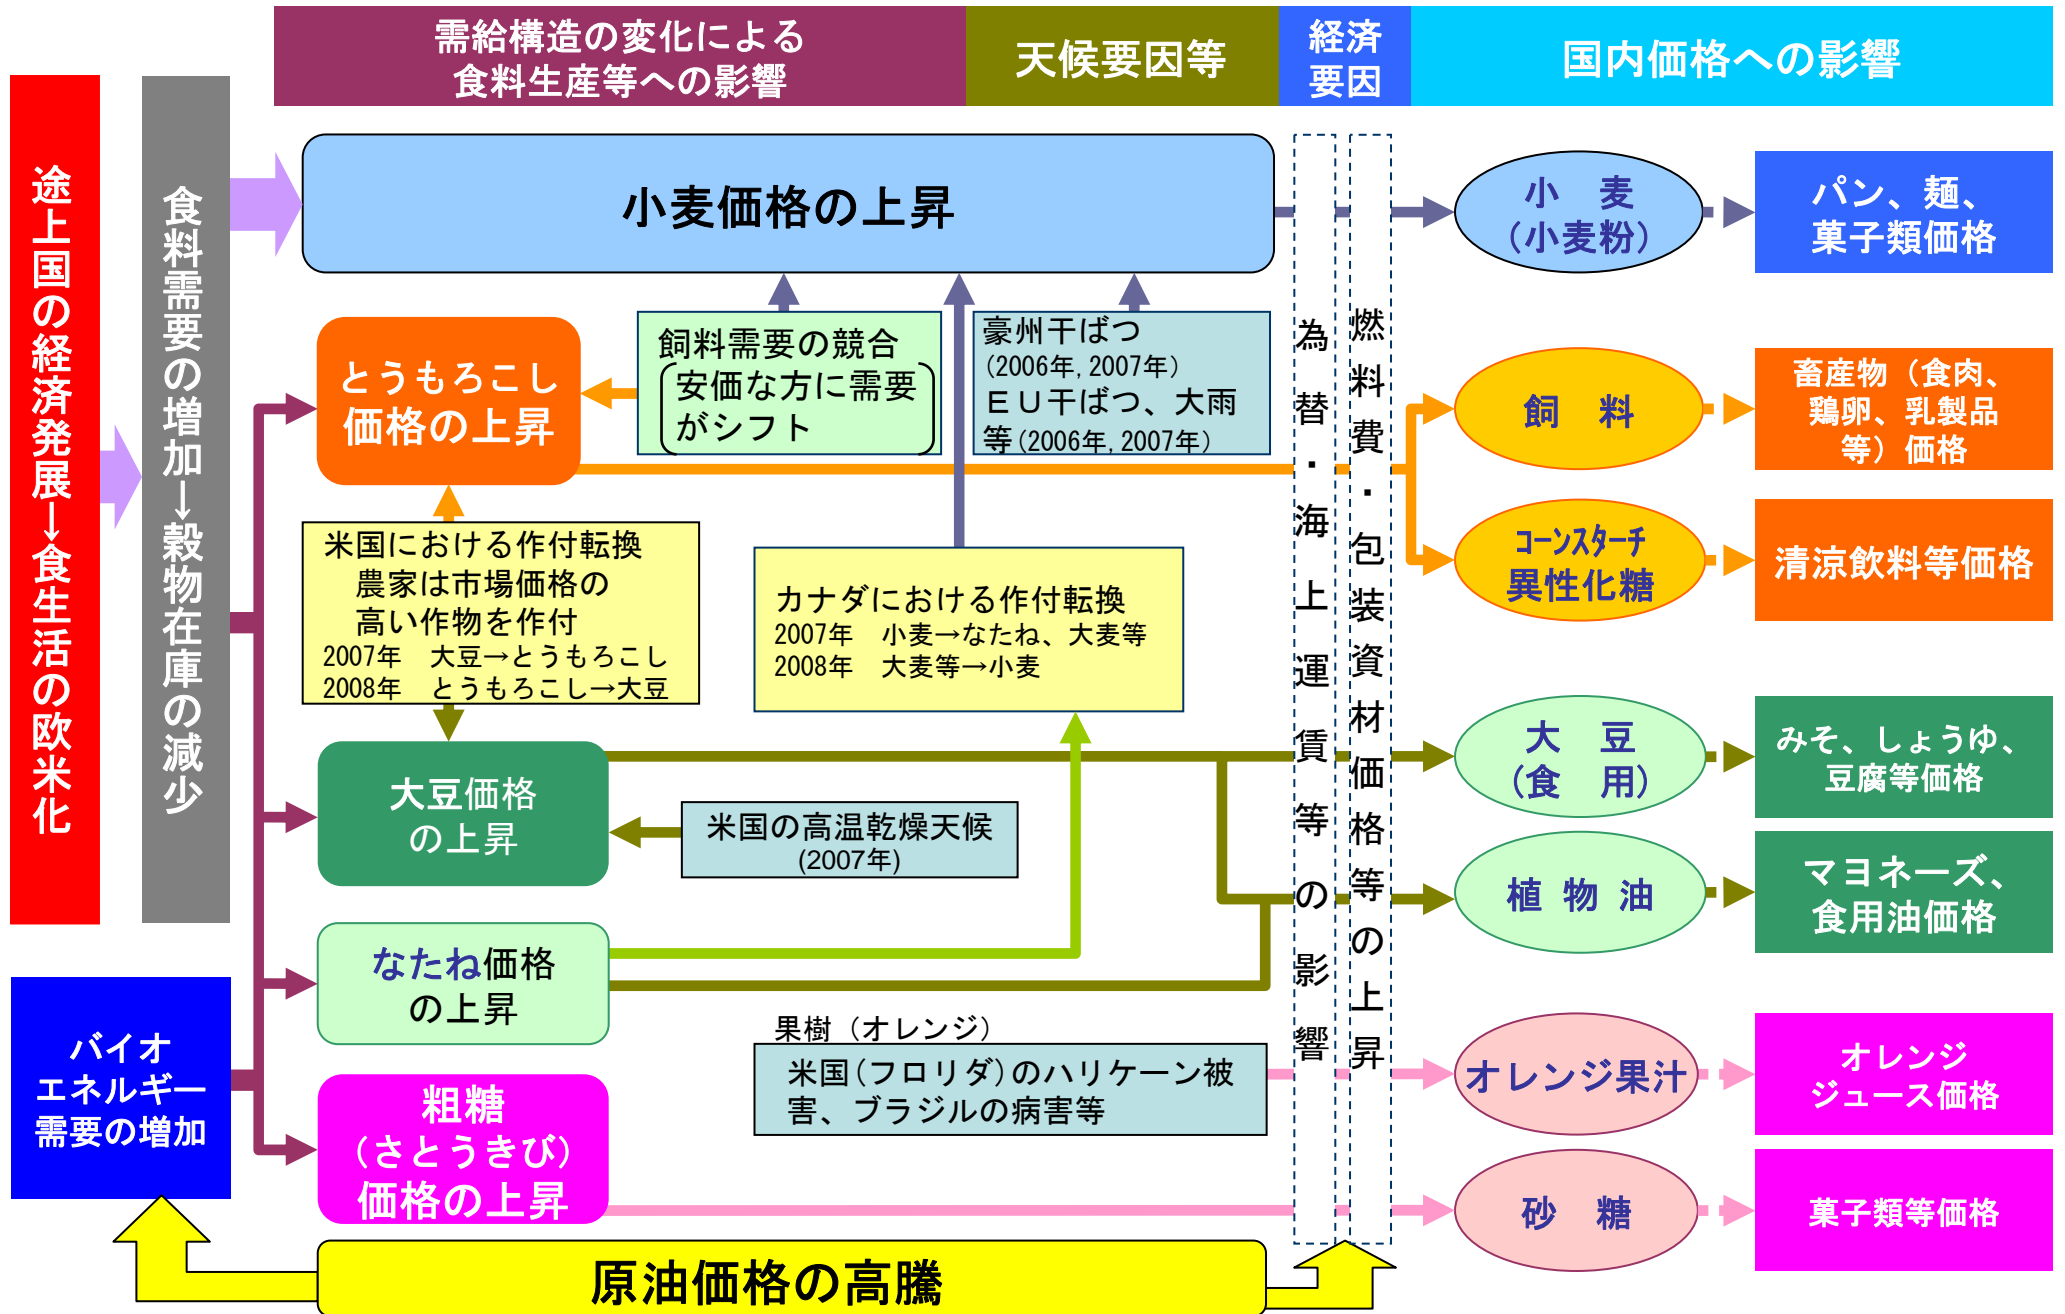 需給構造の変化による
食料生産等への影響
天候要因等
経済
要因
国内価格への影響
途上国の経済発展→食生活の欧米化
食料需要の増加→穀物在庫の減少
バイオ
エネルギー
需要の増加
小麦価格の上昇
とうもろこし
価格の上昇
飼料需要の競合
安価な方に需要
がシフト
豪州干ばつ
(2006年,2007年)
EU干ばつ、大雨
等(2006年,2007年)
米国における作付転換
農家は市場価格の
高い作物を作付
2007年 大豆→とうもろこし
2008年 とうもろこし→大豆
カナダにおける作付転換
2007年 小麦→なたね、大麦等
2008年 大麦等→小麦
大豆価格
の上昇
米国の高温乾燥天候
(2007年)
なたね価格
の上昇
果樹（オレンジ）
米国(フロリダ)のハリケーン被
害、ブラジルの病害等
粗糖
（さとうきび）
価格の上昇
原油価格の高騰
為替・海上運賃等の影響
燃料費・包装資材価格等の上昇
小 麦
（小麦粉）
パン、麺、
菓子類価格
飼 料
畜産物（食肉、
鶏卵、乳製品
等）価格
コーンスターチ
異性化糖
清涼飲料等価格
大 豆
(食 用)
みそ、しょうゆ、
豆腐等価格
植 物 油
マヨネーズ、
食用油価格
オレンジ果汁
オレンジ
ジュース価格
砂 糖
菓子類等価格